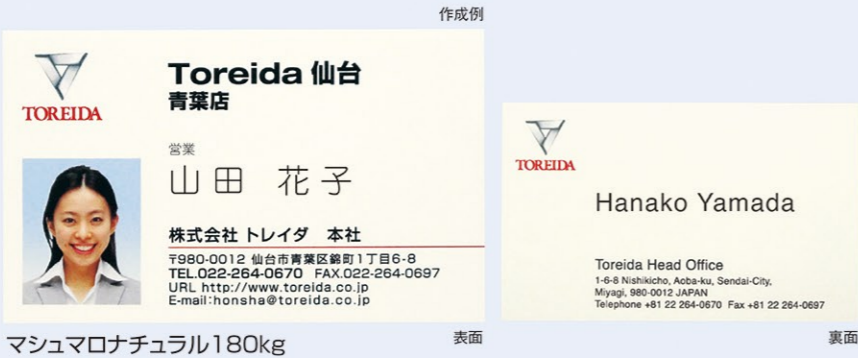 作成例
TOREIDA
Toreida 仙台
青葉店
営業
山田 花子
株式会社 トレイダ 本社
〒980-0012 仙台市青葉区錦町1丁目6-8
TEL.022-264-0670 FAX.022-264-0697
URL http://www.toreida.co.jp
E-mail:honsha@toreida.co.jp
マシュマロナチュラル180kg
表面
TOREIDA
Hanako Yamada
Toreida Head Office
1-6-8 Nishikicho, Aoba-ku, Sendai-City,
Miyagi, 980-0012 JAPAN
Telephone +81 22 264-0670 Fax +81 22 264-0697
裏面